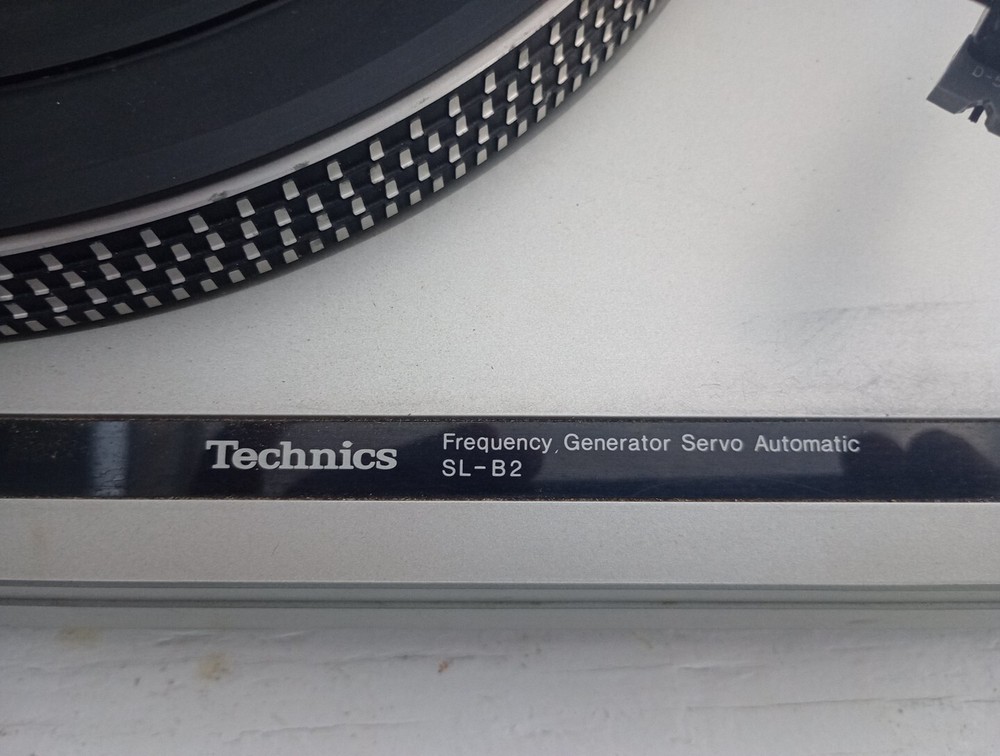 Technics
Frequency Generator Servo Automatic
SL-B2